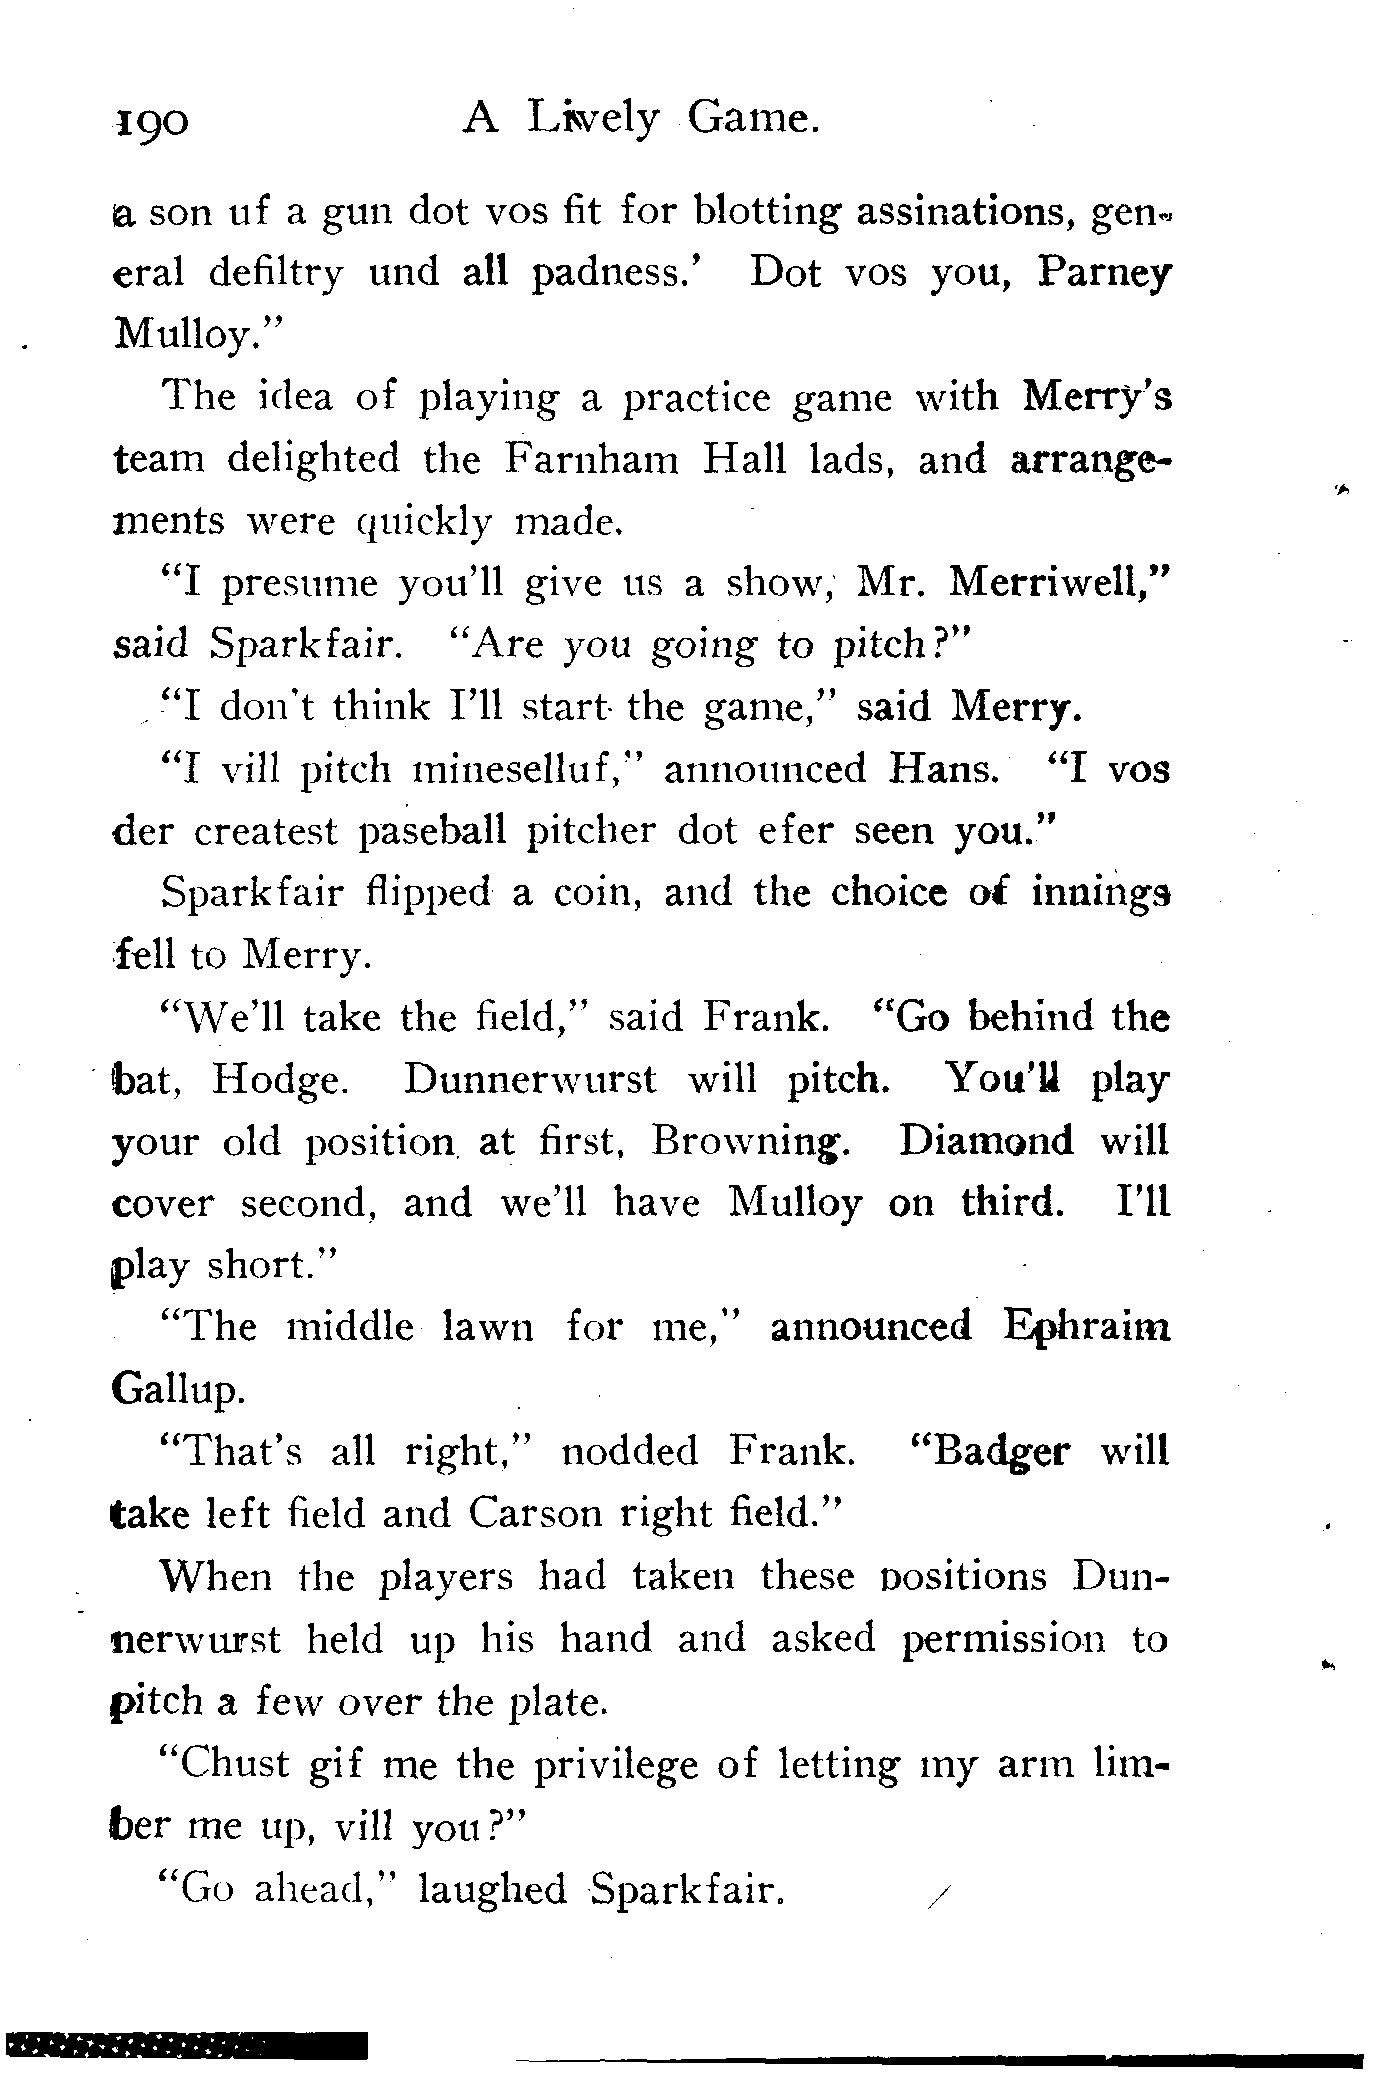 190 A Lively Game.
a son uf a gun dot vos fit for blotting assinations, gen-
eral defiltry und all padness.' Dot vos you, Parney
Mulloy."
The idea of playing a practice game with Merry's
team delighted the Farnham Hall lads, and arrange-
ments were quickly made.
"I presume you'll give us a show, Mr. Merriwell,"
said Sparkfair. "Are you going to pitch?"
"I don't think I'll start the game," said Merry.
"I vill pitch mineselluf," announced Hans. "I vos
der createst paseball pitcher dot efer seen you."
Sparkfair flipped a coin, and the choice of innings
fell to Merry.
"We'll take the field," said Frank. "Go behind the
bat, Hodge. Dunnerwurst will pitch. You'll play
your old position at first, Browning. Diamond will
cover second, and we'll have Mulloy on third. I'll
play short."
"The middle lawn for me," announced Ephraim
Gallup.
"That's all right," nodded Frank. "Badger will
take left field and Carson right field."
When the players had taken these positions Dun-
nerwurst held up his hand and asked permission to
pitch a few over the plate.
"Chust gif me the privilege of letting my arm lim-
ber me up, vill you?"
"Go ahead," laughed Sparkfair.